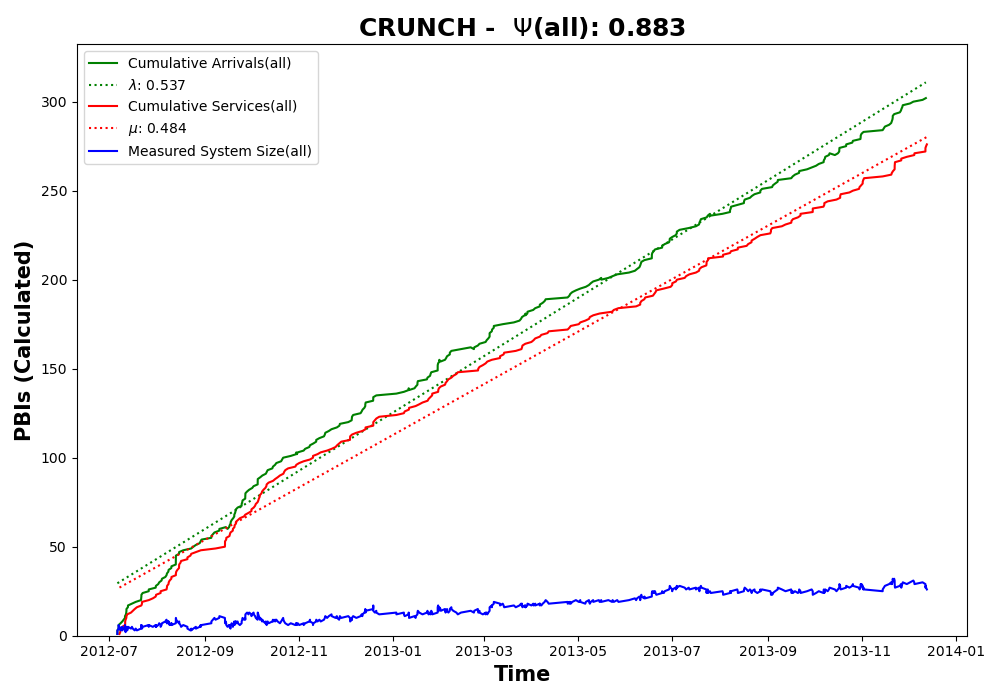 CRUNCH - Ψ(all): 0.883
Cumulative Arrivals(all)
λ: 0.537
Cumulative Services(all)
μ: 0.484
Measured System Size(all)
PBIs (Calculated)
300
250
200
150
100
50
0
2012-07 2012-09 2012-11 2013-01 2013-03 2013-05 2013-07 2013-09 2013-11 2014-01
Time